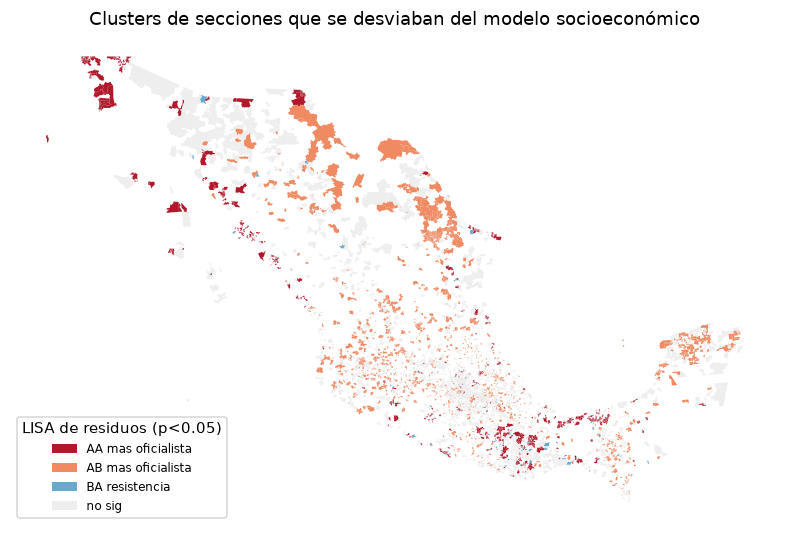 Clusters de secciones que se desviaban del modelo socioeconómico
LISA de residuos (p<0.05)
AA mas oficialista
AB mas oficialista
BA resistencia
no sig